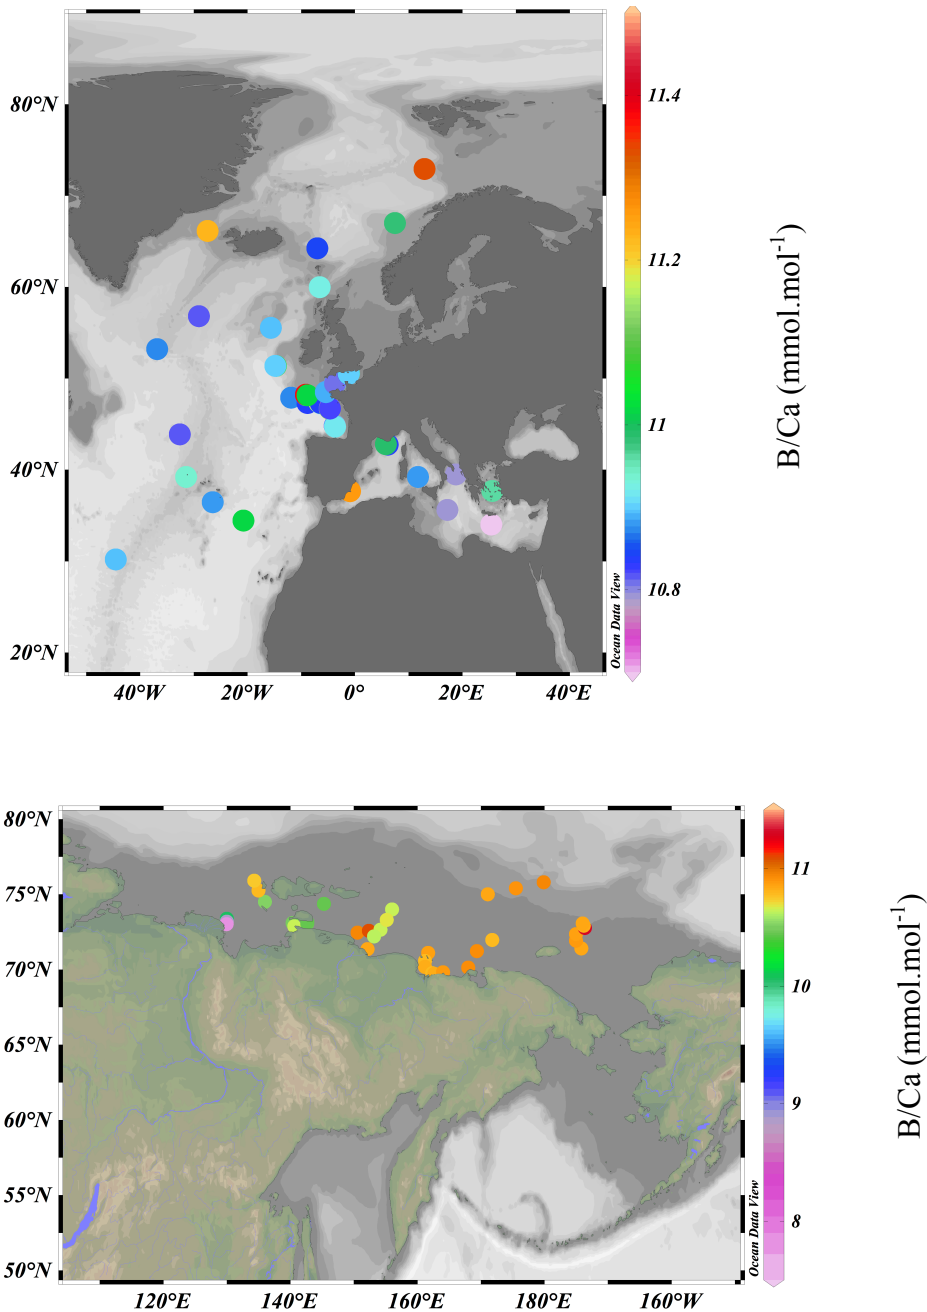 80°N
60°N
40°N
20°N
40°W 20°W 0° 20°E 40°E
Ocean Data View
11.4
11.2
11
10.8
B/Ca (mmol.mol⁻¹)
80°N
75°N
70°N
65°N
60°N
55°N
50°N
120°E 140°E 160°E 180°E 160°W
Ocean Data View
11
10
9
8
B/Ca (mmol.mol⁻¹)